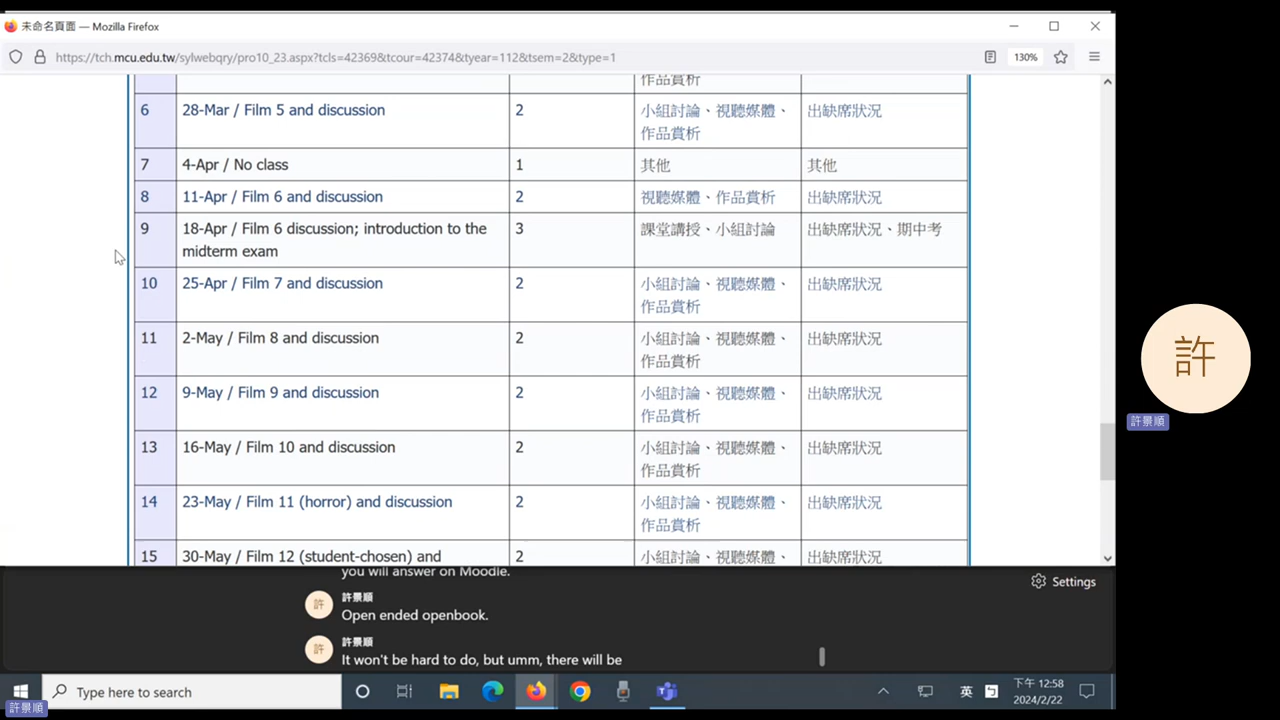 未命名頁面 — Mozilla Firefox
https://tch.mcu.edu.tw/sylwebqry/pro10_23.aspx?tcls=42369&tcour=42374&tyear=112&tsem=2&type=1
130%
作品賞析
6 28-Mar / Film 5 and discussion 2 小組討論、視聽媒體、 出缺席狀況
作品賞析
7 4-Apr / No class 1 其他 其他
8 11-Apr / Film 6 and discussion 2 視聽媒體、作品賞析 出缺席狀況
9 18-Apr / Film 6 discussion; introduction to the 3 課堂講授、小組討論 出缺席狀況、期中考
midterm exam
10 25-Apr / Film 7 and discussion 2 小組討論、視聽媒體、 出缺席狀況
作品賞析
11 2-May / Film 8 and discussion 2 小組討論、視聽媒體、 出缺席狀況
作品賞析
12 9-May / Film 9 and discussion 2 小組討論、視聽媒體、 出缺席狀況
作品賞析
13 16-May / Film 10 and discussion 2 小組討論、視聽媒體、 出缺席狀況
作品賞析
14 23-May / Film 11 (horror) and discussion 2 小組討論、視聽媒體、 出缺席狀況
作品賞析
15 30-May / Film 12 (student-chosen) and 2 小組討論、視聽媒體、 出缺席狀況
許
許景順
you will answer on Moodle.
Settings
許 許景順
Open ended openbook.
許 許景順
It won't be hard to do, but umm, there will be
Type here to search
英
下午 12:58
2024/2/22
許景順